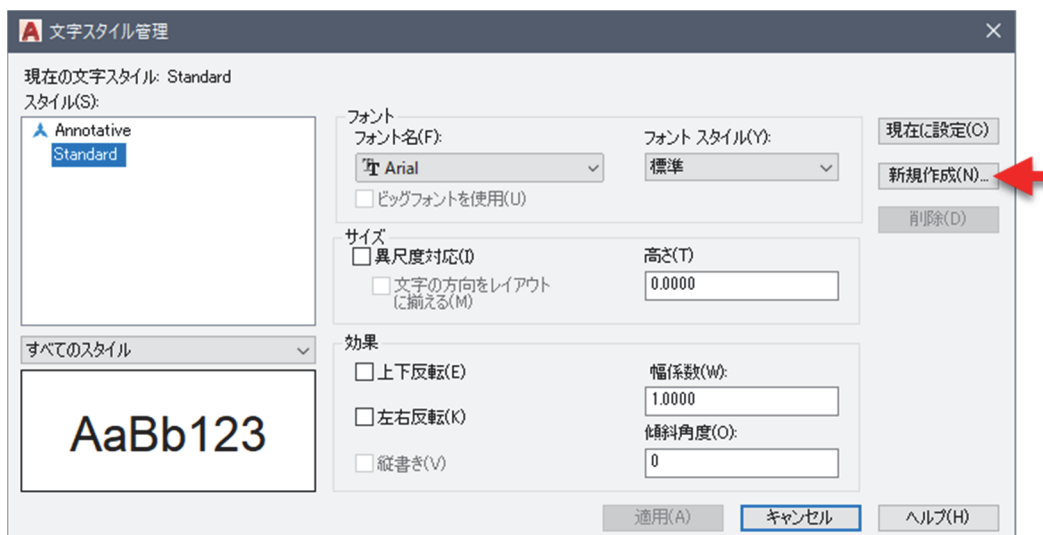 文字スタイル管理
現在の文字スタイル: Standard
スタイル(S):
Annotative
Standard
すべてのスタイル
AaBb123
フォント
フォント名(F):
Arial
ビッグフォントを使用(U)
フォント スタイル(Y):
標準
サイズ
異尺度対応(I)
文字の方向をレイアウト
に揃える(M)
高さ(T)
0.0000
効果
上下反転(E)
左右反転(K)
縦書き(V)
幅係数(W):
1.0000
傾斜角度(O):
0
現在に設定(C)
新規作成(N)...
削除(D)
適用(A)
キャンセル
ヘルプ(H)